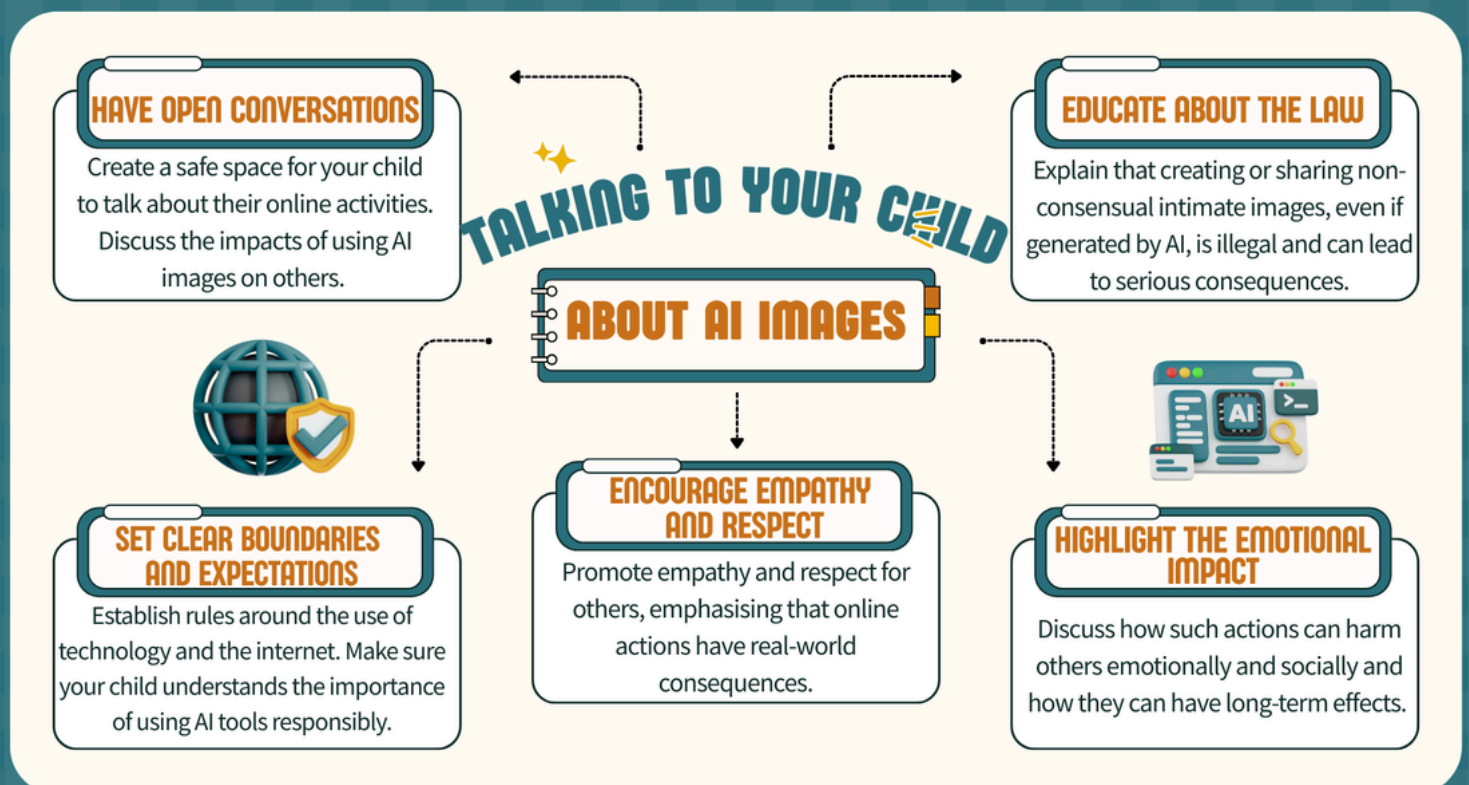 TALKING TO YOUR CHILD
ABOUT AI IMAGES
HAVE OPEN CONVERSATIONS
Create a safe space for your child
to talk about their online activities.
Discuss the impacts of using AI
images on others.
EDUCATE ABOUT THE LAW
Explain that creating or sharing non-
consensual intimate images, even if
generated by AI, is illegal and can lead
to serious consequences.
SET CLEAR BOUNDARIES
AND EXPECTATIONS
Establish rules around the use of
technology and the internet. Make sure
your child understands the importance
of using AI tools responsibly.
ENCOURAGE EMPATHY
AND RESPECT
Promote empathy and respect for
others, emphasising that online
actions have real-world
consequences.
AI
>_
HIGHLIGHT THE EMOTIONAL
IMPACT
Discuss how such actions can harm
others emotionally and socially and
how they can have long-term effects.